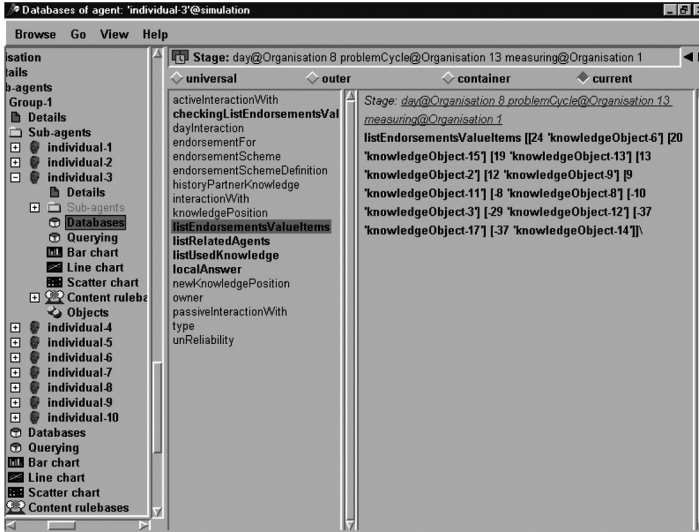 Databases of agent: 'individual-3'@simulation
Browse Go View Help
isation
tails
b-agents
Group-1
Details
Sub-agents
individual-1
individual-2
individual-3
Details
Sub-agents
Databases
Querying
Bar chart
Line chart
Scatter chart
Content ruleba
Objects
individual-4
individual-5
individual-6
individual-7
individual-8
individual-9
individual-10
Databases
Querying
Bar chart
Line chart
Scatter chart
Content rulebases
Stage: day@Organisation 8 problemCycle@Organisation 13 measuring@Organisation 1
universal outer container current
activeInteractionWith
checkingListEndorsementsVal
dayInteraction
endorsementFor
endorsementScheme
endorsementSchemeDefinition
historyPartnerKnowledge
interactionWith
knowledgePosition
listEndorsementsValueItems
listRelatedAgents
listUsedKnowledge
localAnswer
newKnowledgePosition
owner
passiveInteractionWith
type
unReliability
Stage: day@Organisation 8 problemCycle@Organisation 13
measuring@Organisation 1
listEndorsementsValueItems [[24 'knowledgeObject-6'] [20
'knowledgeObject-15'] [19 'knowledgeObject-13'] [13
'knowledgeObject-2'] [12 'knowledgeObject-9'] [9
'knowledgeObject-11'] [-8 'knowledgeObject-8'] [-10
'knowledgeObject-3'] [-29 'knowledgeObject-12'] [-37
'knowledgeObject-17'] [-37 'knowledgeObject-14']]\